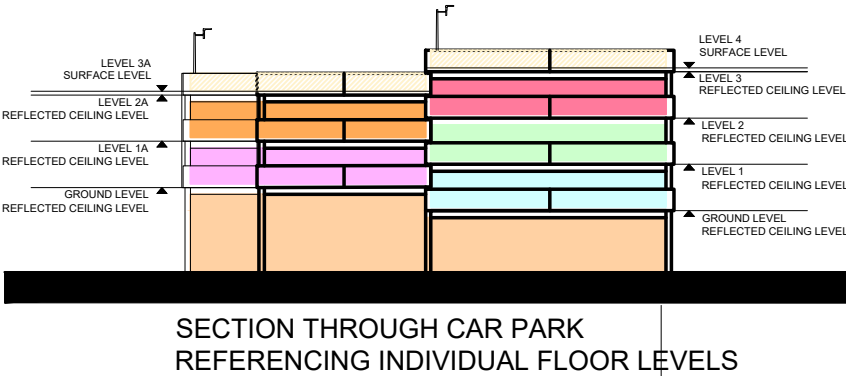 LEVEL 3A
SURFACE LEVEL
LEVEL 2A
REFLECTED CEILING LEVEL
LEVEL 1A
REFLECTED CEILING LEVEL
GROUND LEVEL
REFLECTED CEILING LEVEL
LEVEL 4
SURFACE LEVEL
LEVEL 3
REFLECTED CEILING LEVEL
LEVEL 2
REFLECTED CEILING LEVEL
LEVEL 1
REFLECTED CEILING LEVEL
GROUND LEVEL
REFLECTED CEILING LEVEL
SECTION THROUGH CAR PARK
REFERENCING INDIVIDUAL FLOOR LEVELS